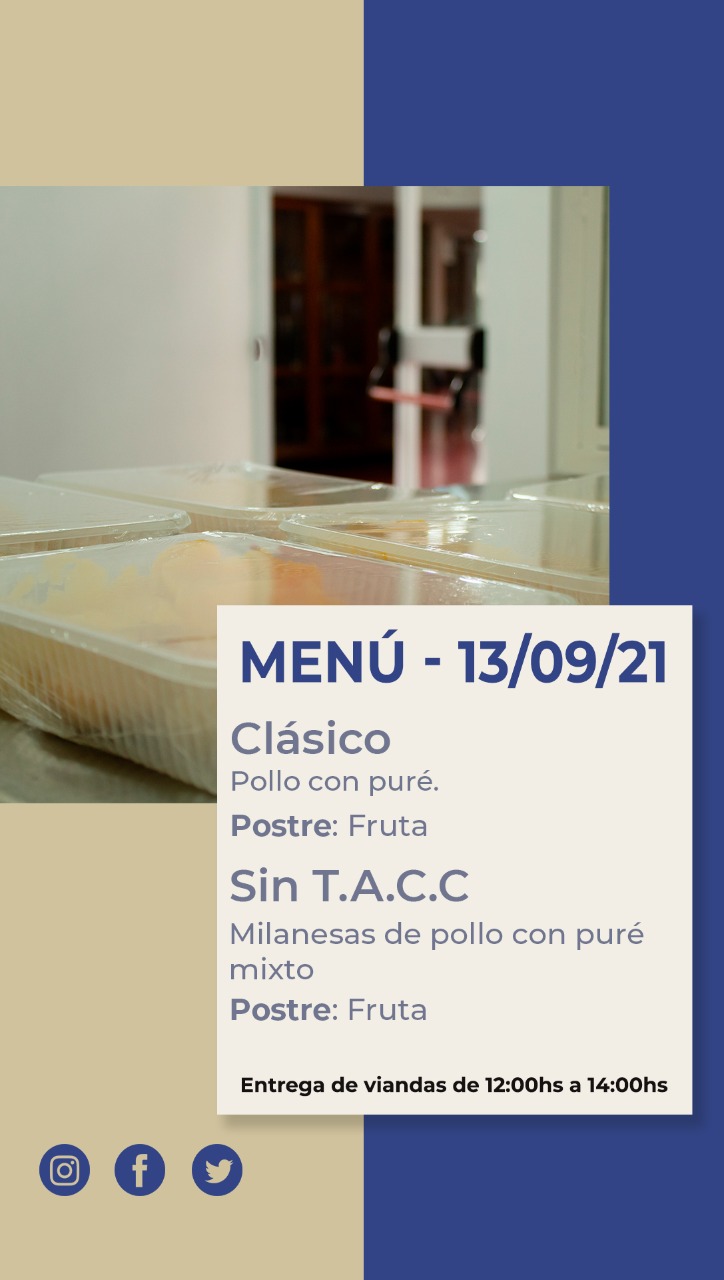 MENÚ - 13/09/21
Clásico
Pollo con puré.
Postre: Fruta
Sin T.A.C.C
Milanesas de pollo con puré
mixto
Postre: Fruta
Entrega de viandas de 12:00hs a 14:00hs